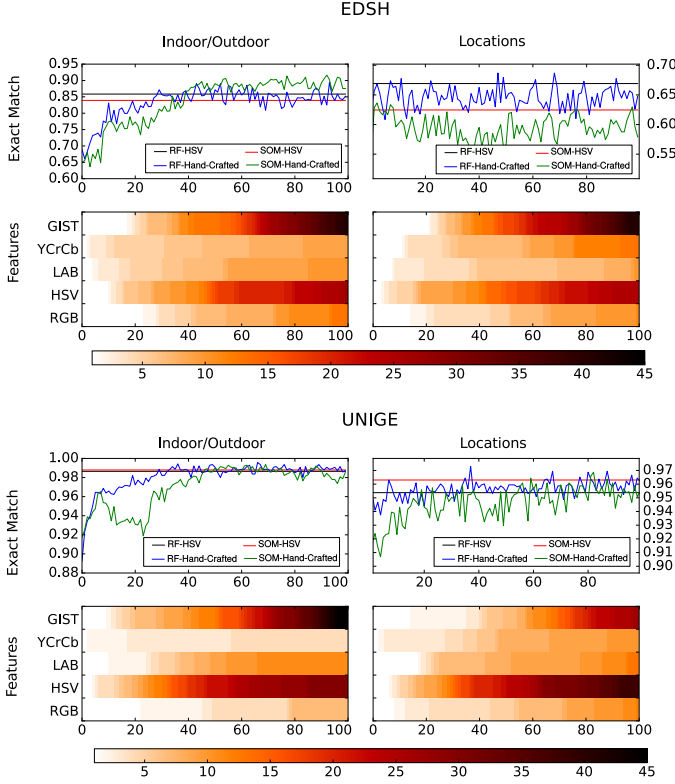 EDSH
Indoor/Outdoor
Locations
Exact Match
0.95
0.90
0.85
0.80
0.75
0.70
0.65
0.60
RF-HSV
SOM-HSV
RF-Hand-Crafted
SOM-Hand-Crafted
0 20 40 60 80 100
0.70
0.65
0.60
0.55
RF-HSV
SOM-HSV
RF-Hand-Crafted
SOM-Hand-Crafted
20 40 60 80
Features
GIST
YCrCb
LAB
HSV
RGB
0 20 40 60 80 100
0 20 40 60 80 100
5 10 15 20 25 30 35 40 45
UNIGE
Indoor/Outdoor
Locations
Exact Match
1.00
0.98
0.96
0.94
0.92
0.90
0.88
RF-HSV
SOM-HSV
RF-Hand-Crafted
SOM-Hand-Crafted
0 20 40 60 80 100
0.97
0.96
0.95
0.94
0.93
0.92
0.91
0.90
RF-HSV
SOM-HSV
RF-Hand-Crafted
SOM-Hand-Crafted
20 40 60 80
Features
GIST
YCrCb
LAB
HSV
RGB
0 20 40 60 80 100
0 20 40 60 80 100
5 10 15 20 25 30 35 40 45